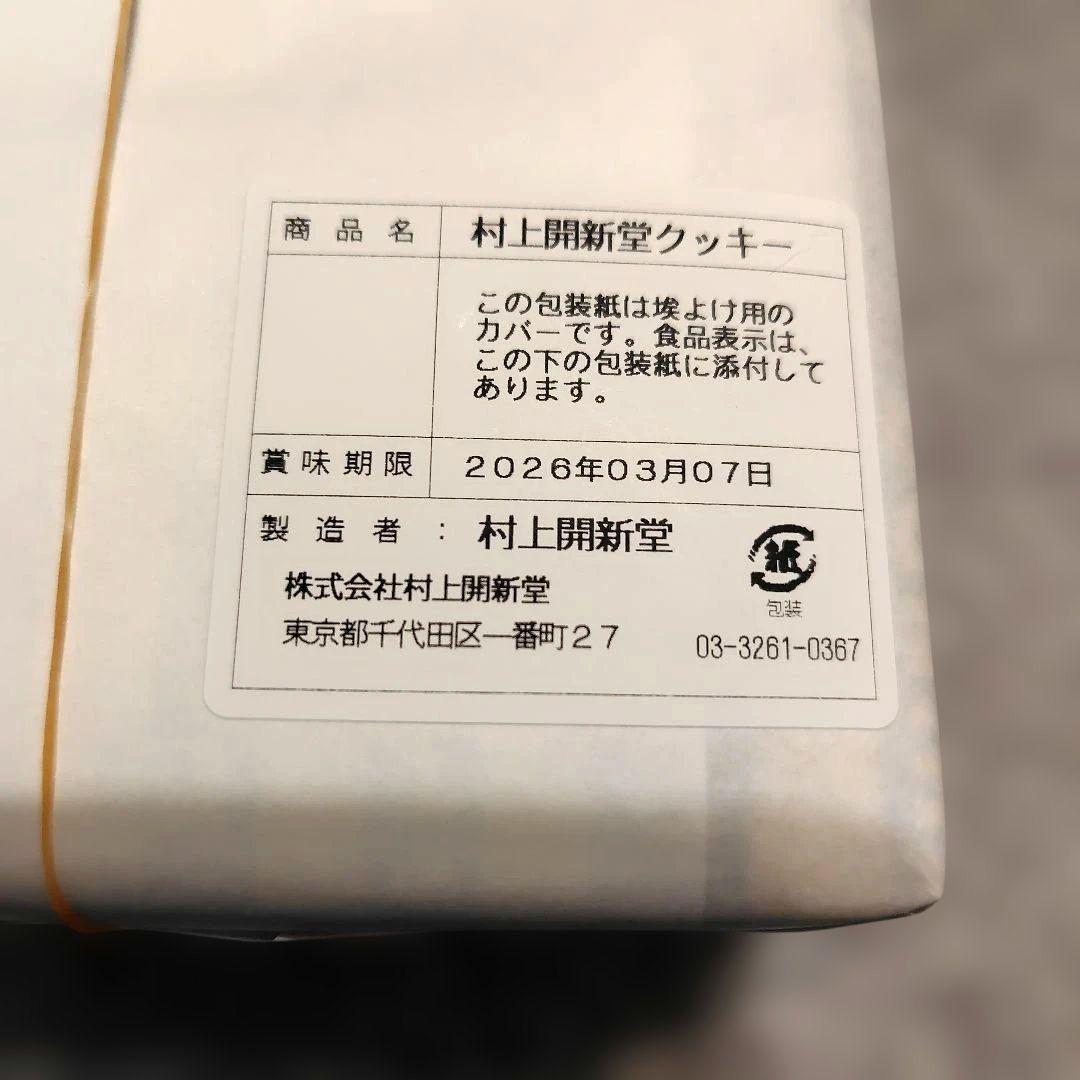 商品名 村上開新堂クッキー
この包装紙は埃よけ用の
カバーです。食品表示は、
この下の包装紙に添付して
あります。
賞味期限 2026年03月07日
製造者： 村上開新堂
株式会社村上開新堂
東京都千代田区一番町27
紙
包装
03-3261-0367